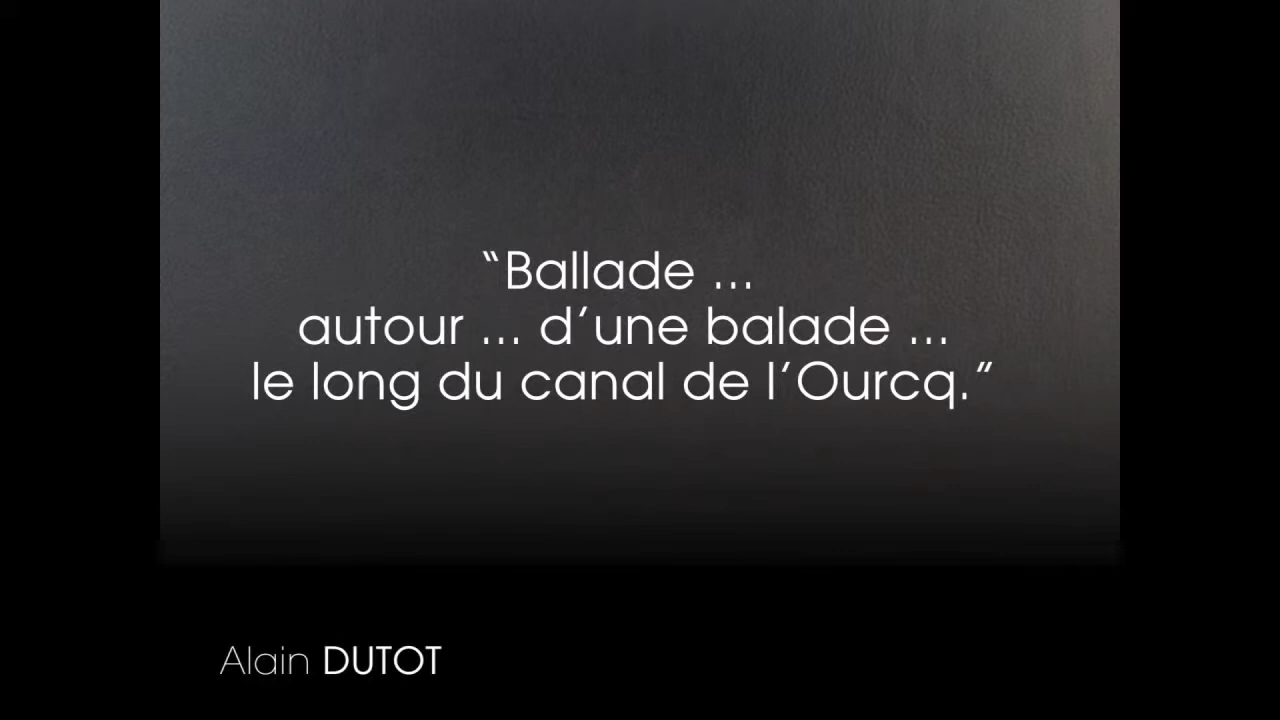 “Ballade ...
autour ... d’une balade ...
le long du canal de l’Ourcq.”
Alain DUTOT